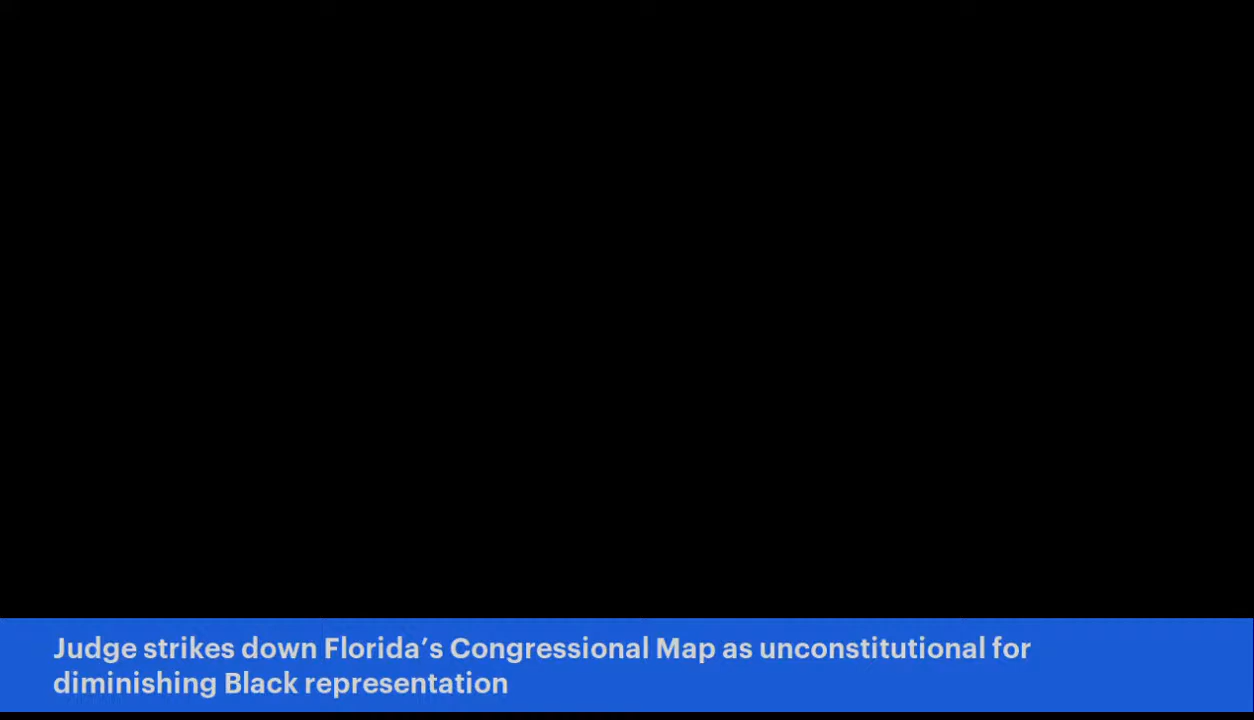 Judge strikes down Florida’s Congressional Map as unconstitutional for
diminishing Black representation